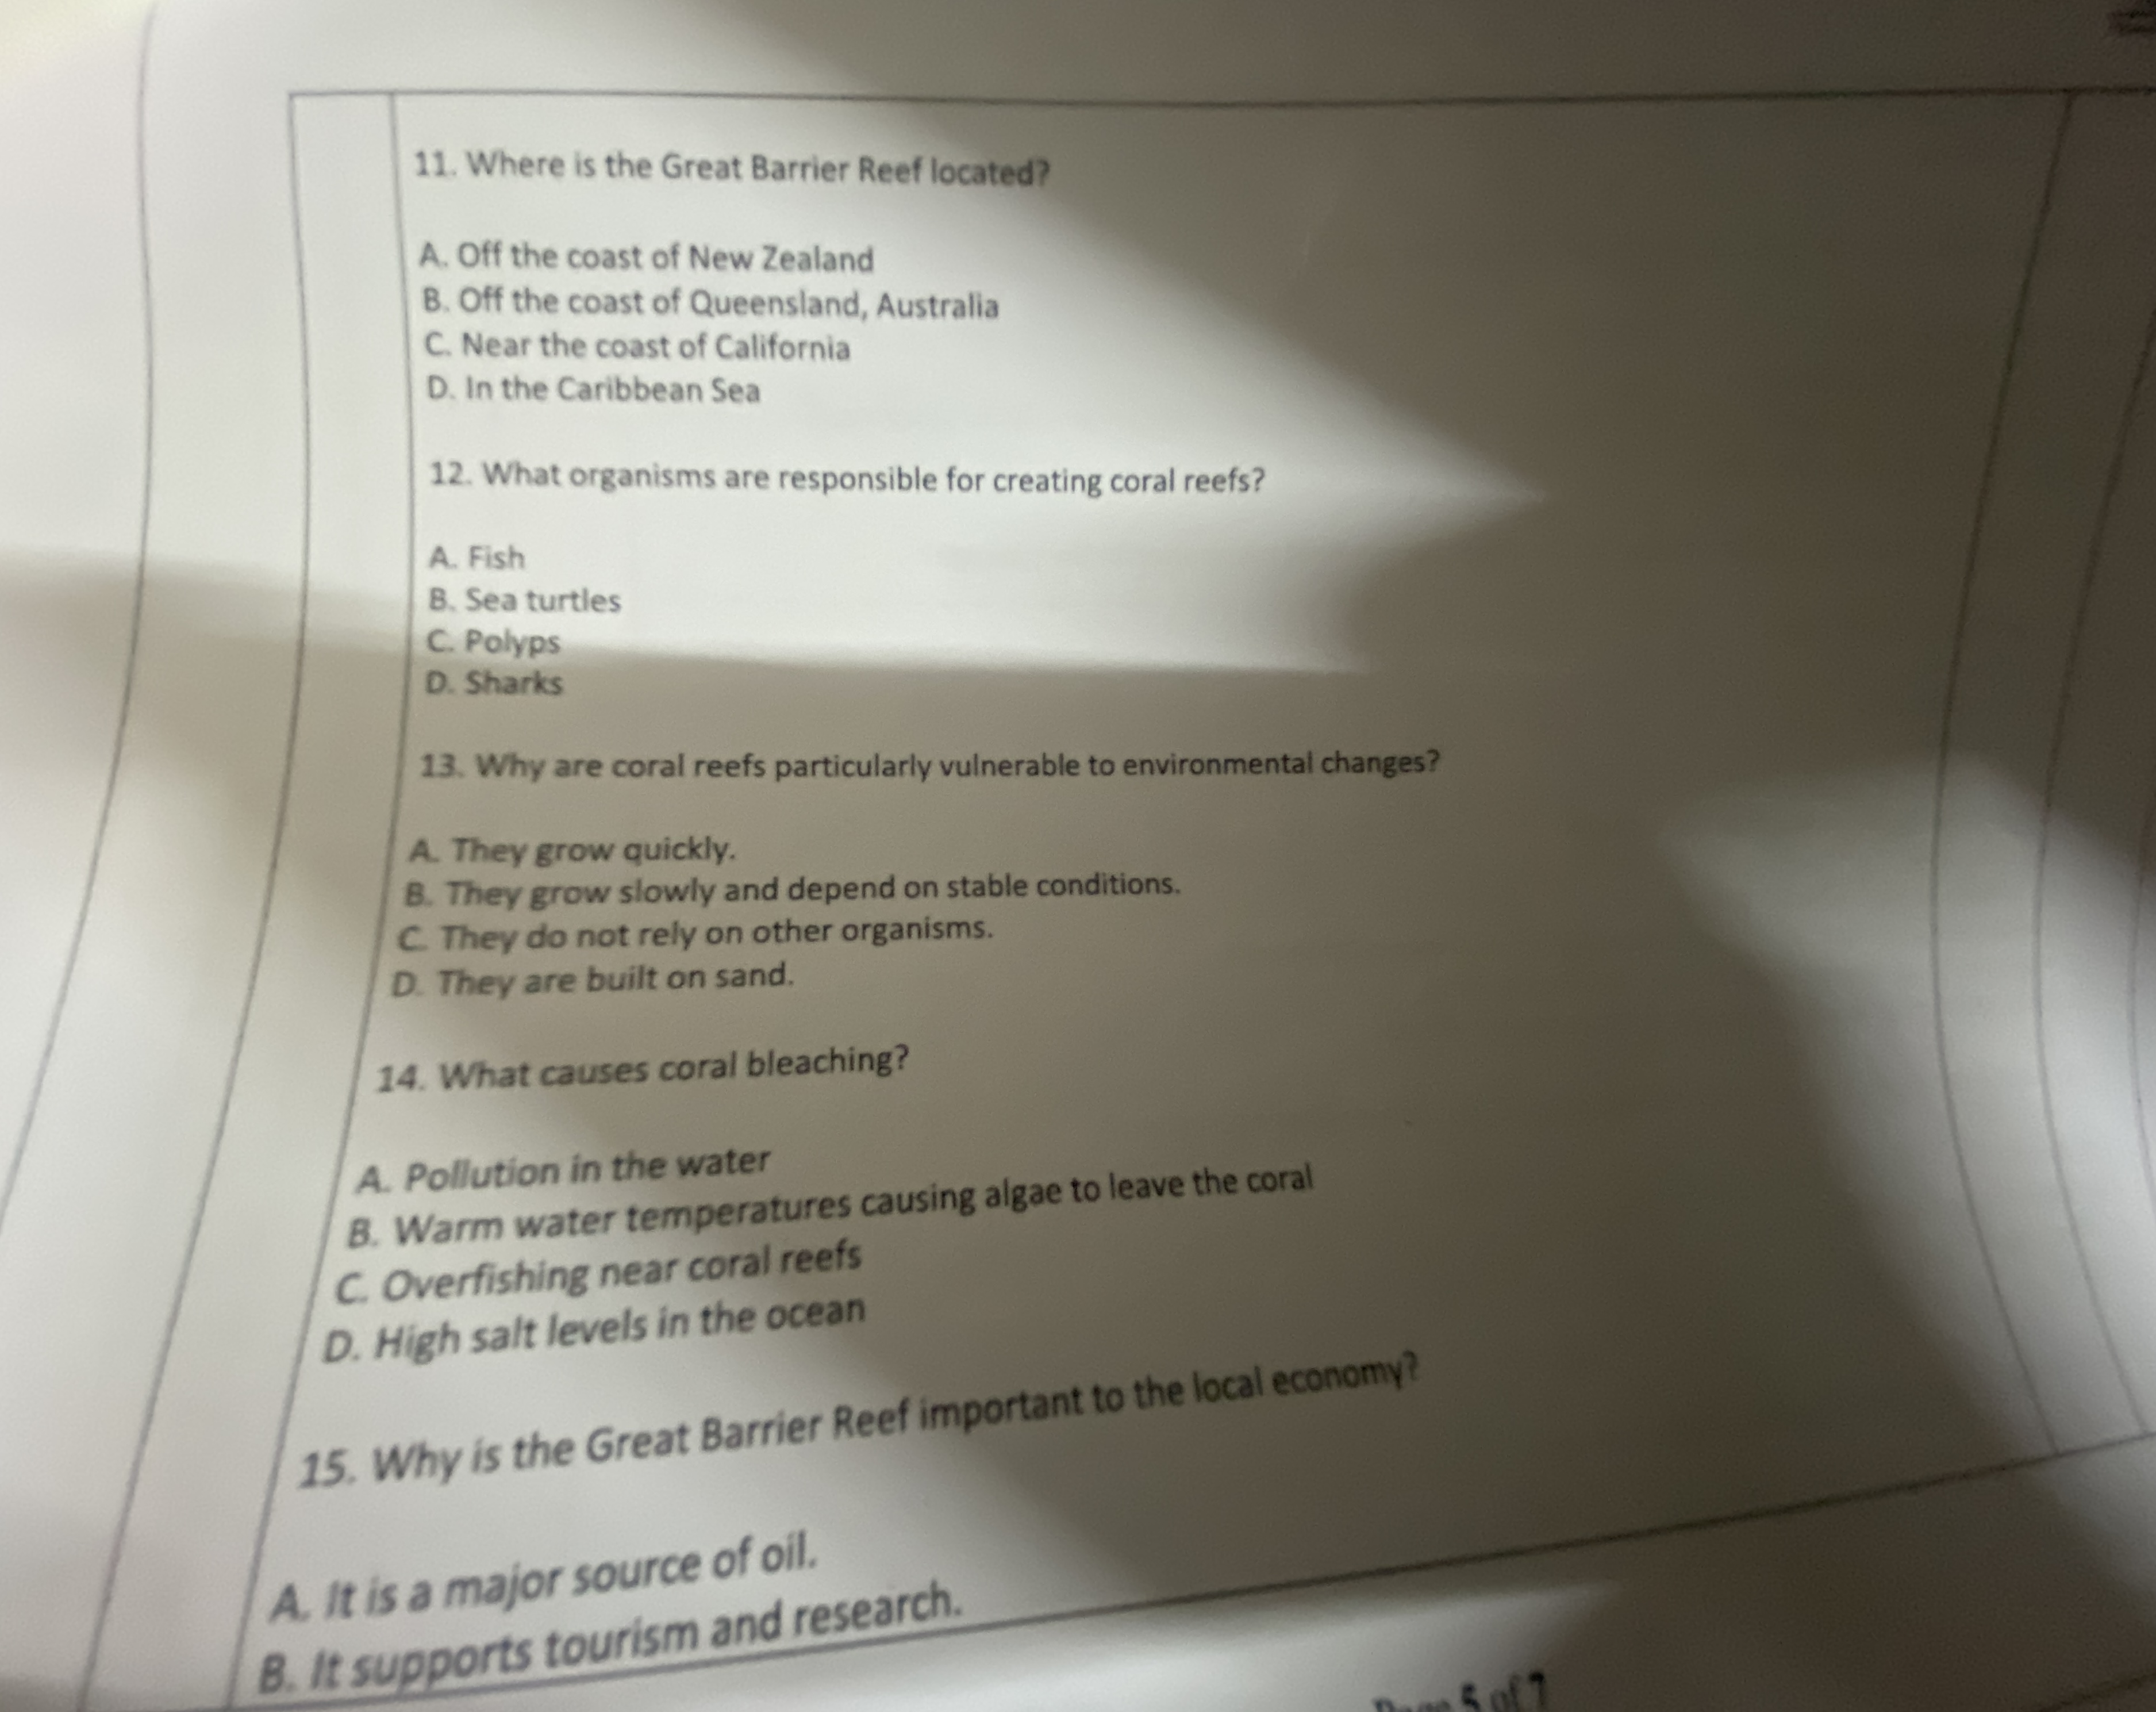 11. Where is the Great Barrier Reef located?
A. Off the coast of New Zealand
B. Off the coast of Queensland, Australia
C. Near the coast of California
D. In the Caribbean Sea
12. What organisms are responsible for creating coral reefs?
A. Fish
B. Sea turtles
C. Polyps
D. Sharks
13. Why are coral reefs particularly vulnerable to environmental changes?
A. They grow quickly.
B. They grow slowly and depend on stable conditions.
C. They do not rely on other organisms.
D. They are built on sand.
14. What causes coral bleaching?
A. Pollution in the water
B. Warm water temperatures causing algae to leave the coral
C. Overfishing near coral reefs
D. High salt levels in the ocean
15. Why is the Great Barrier Reef important to the local economy?
A. It is a major source of oil.
B. It supports tourism and research.
Page 5 of 7